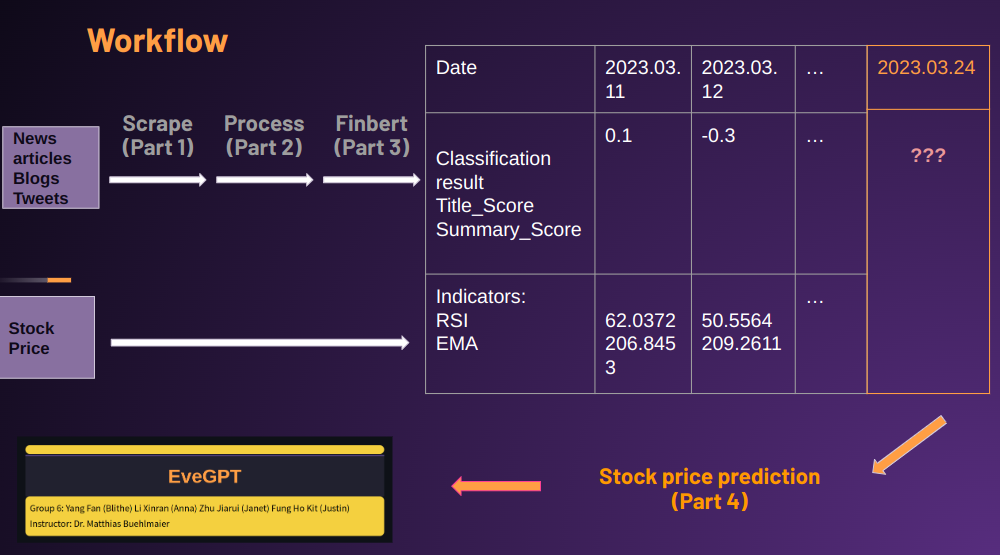 Workflow
News
articles
Blogs
Tweets
Scrape
(Part 1)
Process
(Part 2)
Finbert
(Part 3)
Date
2023.03.
11
2023.03.
12
...
2023.03.24
Classification
result
Title_Score
Summary_Score
0.1
-0.3
...
???
Stock
Price
Indicators:
RSI
EMA
62.0372
206.845
3
50.5564
209.2611
...
Stock price prediction
(Part 4)
EveGPT
Group 6: Yang Fan (Blithe) Li Xinran (Anna) Zhu Jiarui (Janet) Fung Ho Kit (Justin)
Instructor: Dr. Matthias Buehlmaier